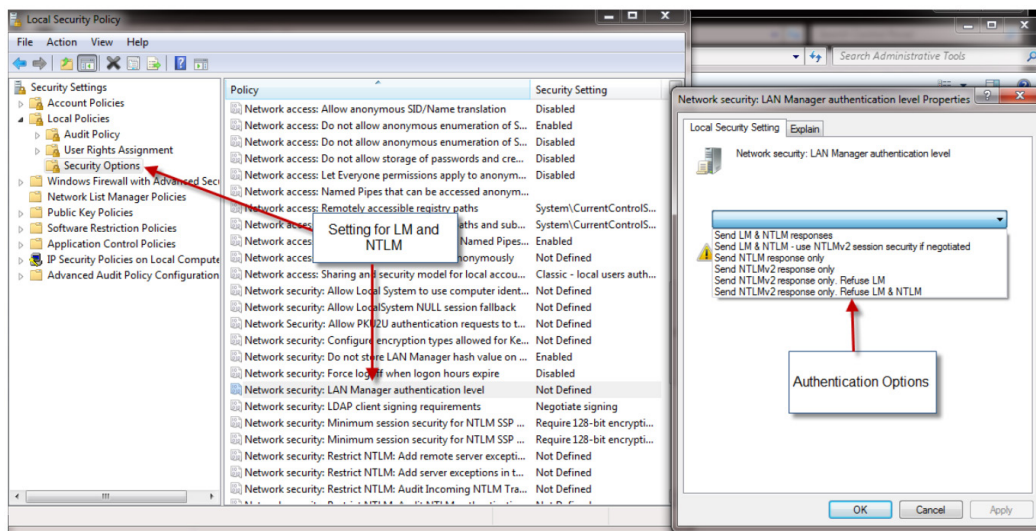 Local Security Policy
File Action View Help
Search Administrative Tools
Security Settings
Account Policies
Local Policies
Audit Policy
User Rights Assignment
Security Options
Windows Firewall with Advanced Secu
Network List Manager Policies
Public Key Policies
Software Restriction Policies
Application Control Policies
IP Security Policies on Local Compute
Advanced Audit Policy Configuration
Policy Security Setting
Network access: Allow anonymous SID/Name translation Disabled
Network access: Do not allow anonymous enumeration of S... Enabled
Network access: Do not allow anonymous enumeration of S... Disabled
Network access: Do not allow storage of passwords and cre... Disabled
Network access: Let Everyone permissions apply to anonym... Disabled
Network access: Named Pipes that can be accessed anonym...
Network access: Remotely accessible registry paths System\CurrentControlS...
Network access aths and sub... System\CurrentControlS...
Network acces Named Pipes... Enabled
Network acces onymously Not Defined
Network access: Sharing and security model for local accou... Classic - local users auth...
Network security: Allow Local System to use computer ident... Not Defined
Network security: Allow LocalSystem NULL session fallback Not Defined
Network Security: Allow PKU2U authentication requests to t... Not Defined
Network security: Configure encryption types allowed for Ke... Not Defined
Network security: Do not store LAN Manager hash value on ... Enabled
Network security: Force logoff when logon hours expire Disabled
Network security: LAN Manager authentication level Not Defined
Network security: LDAP client signing requirements Negotiate signing
Network security: Minimum session security for NTLM SSP ... Require 128-bit encrypti...
Network security: Minimum session security for NTLM SSP ... Require 128-bit encrypti...
Network security: Restrict NTLM: Add remote server excepti... Not Defined
Network security: Restrict NTLM: Add server exceptions in t... Not Defined
Network security: Restrict NTLM: Audit Incoming NTLM Tra... Not Defined
Setting for LM and
NTLM
Network security: LAN Manager authentication level Properties
Local Security Setting Explain
Network security: LAN Manager authentication level
Send LM & NTLM responses
Send LM & NTLM - use NTLMv2 session security if negotiated
Send NTLM response only
Send NTLMv2 response only
Send NTLMv2 response only. Refuse LM
Send NTLMv2 response only. Refuse LM & NTLM
Authentication Options
OK Cancel Apply